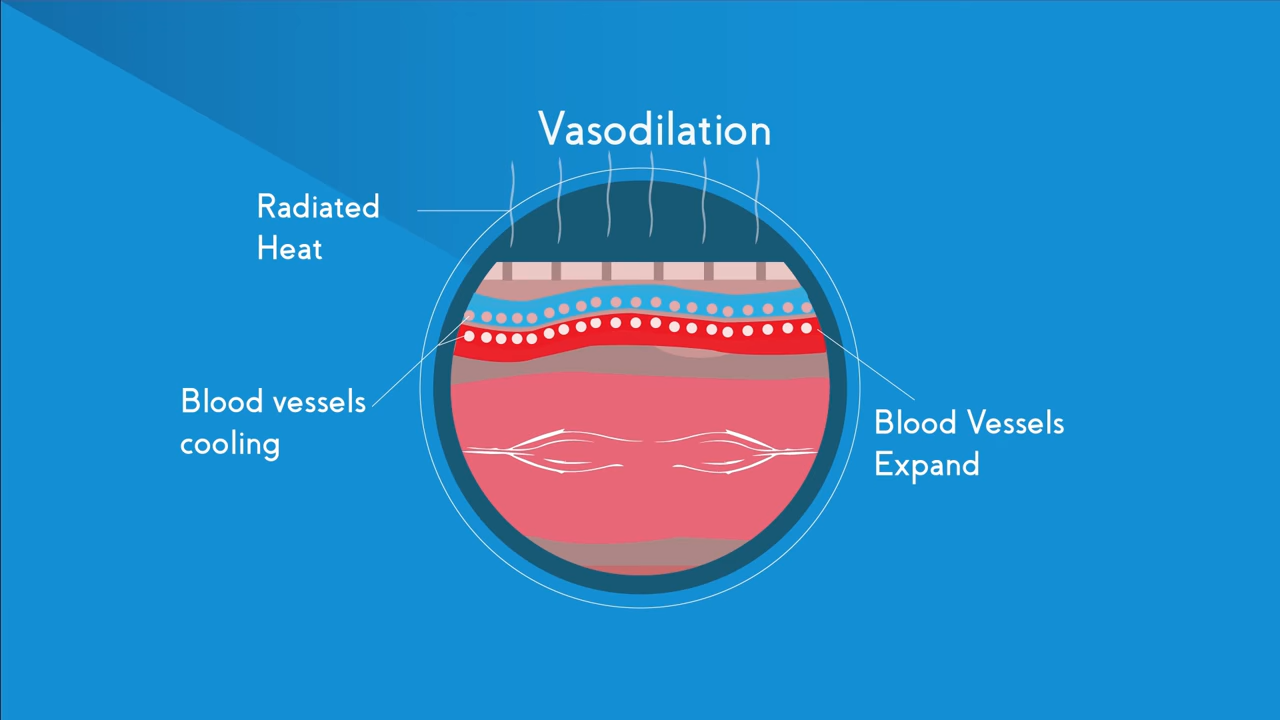 Vasodilation
Radiated
Heat
Blood vessels
cooling
Blood Vessels
Expand